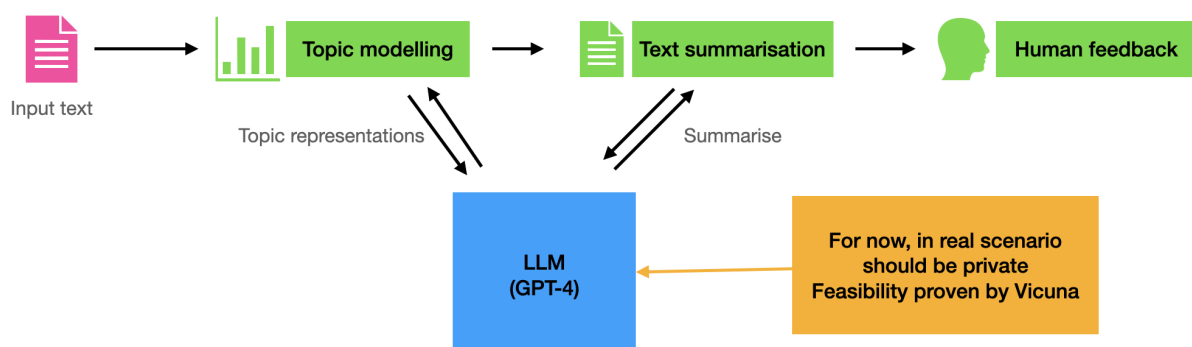 Topic modelling
Text summarisation
Human feedback
Input text
Topic representations
Summarise
LLM
(GPT-4)
For now, in real scenario
should be private
Feasibility proven by Vicuna